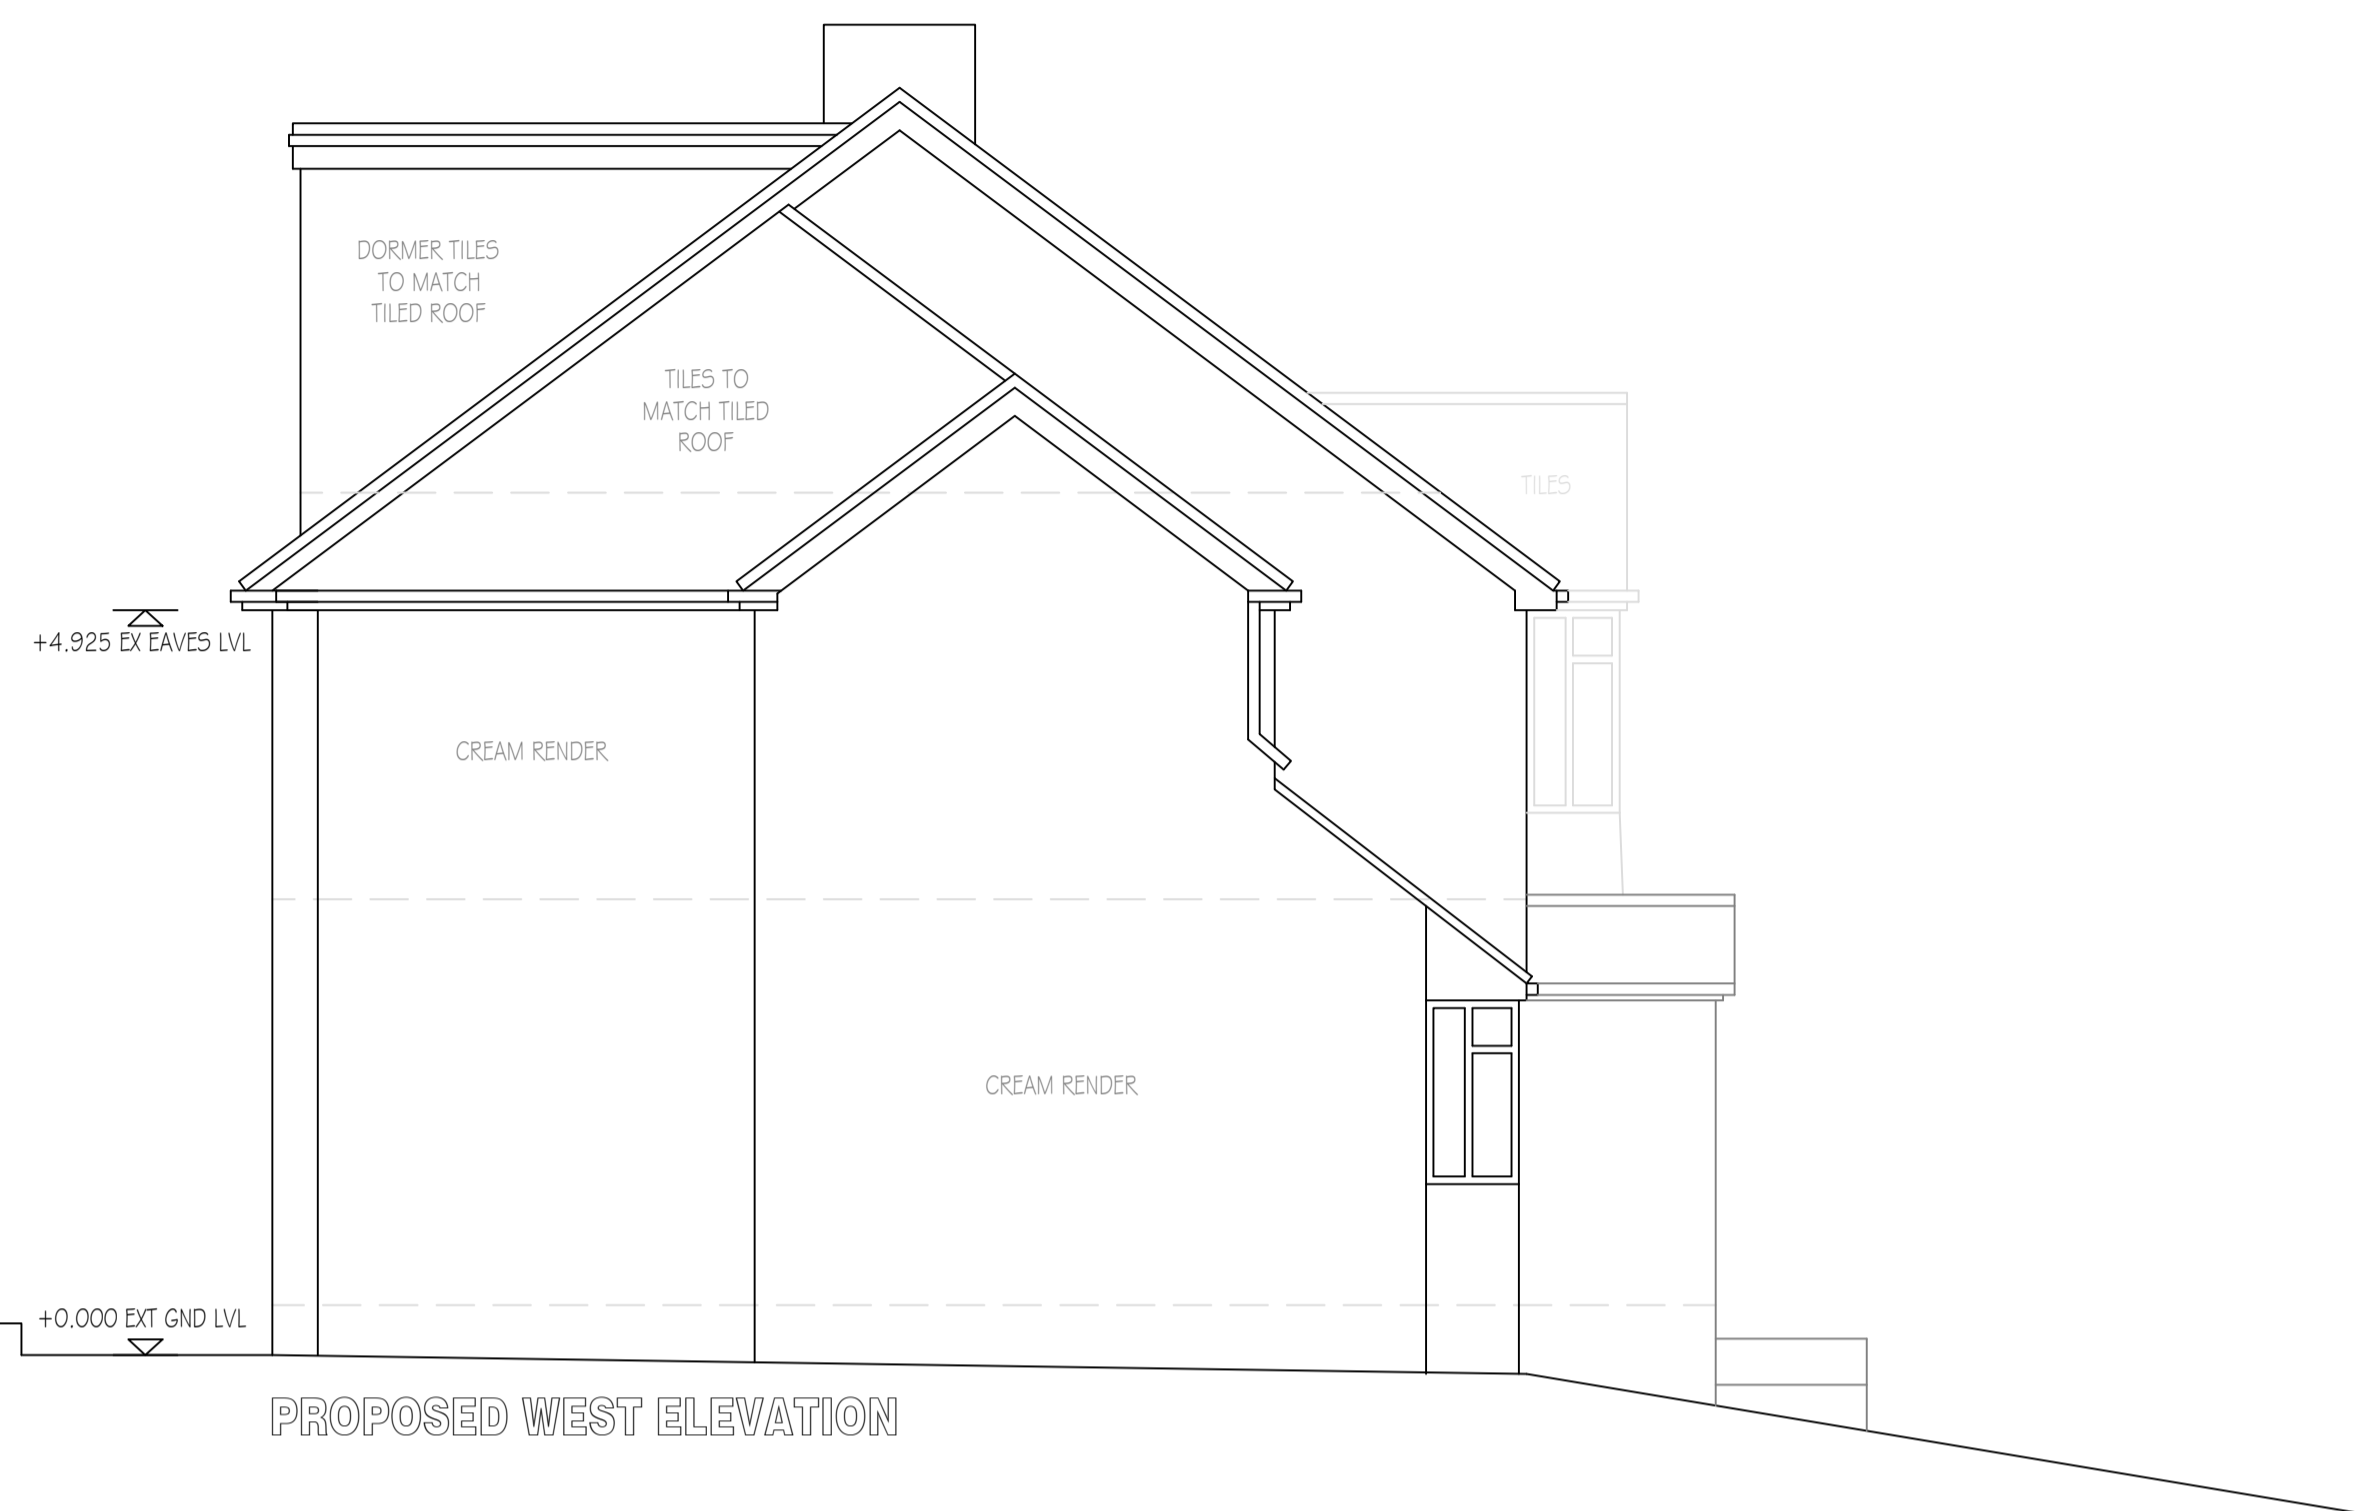 DORMER TILES
TO MATCH
TILED ROOF
TILES TO
MATCH TILED
ROOF
TILES
+4.925 EX EAVES LVL
CREAM RENDER
CREAM RENDER
+0.000 EXT GND LVL
PROPOSED WEST ELEVATION